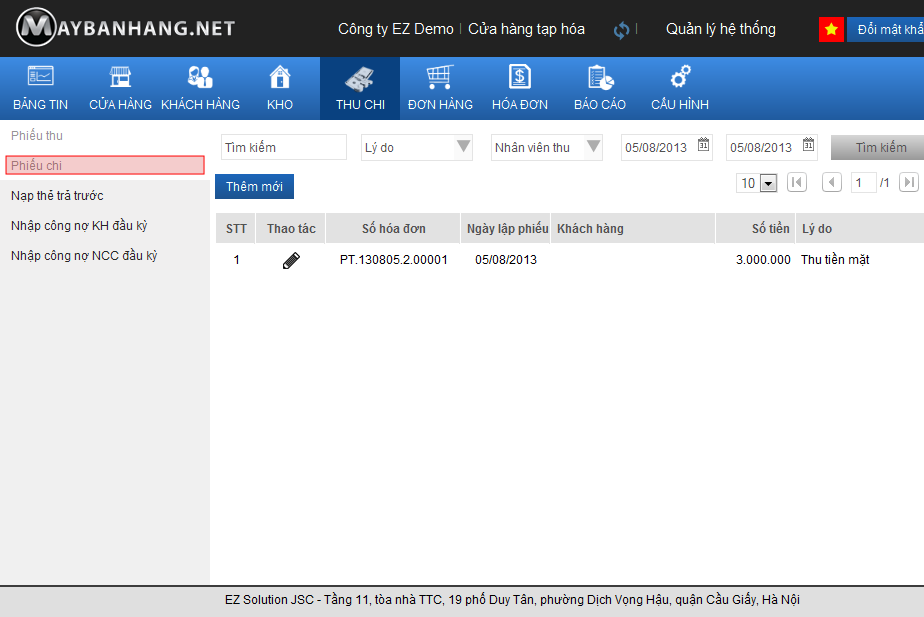 MAYBANHANG.NET
Công ty EZ Demo | Cửa hàng tạp hóa | Quản lý hệ thống Đổi mật khẩ
BẢNG TIN CỬA HÀNG KHÁCH HÀNG KHO THU CHI ĐƠN HÀNG HÓA ĐƠN BÁO CÁO CẤU HÌNH
Phiếu thu
Phiếu chi
Nạp thẻ trả trước
Nhập công nợ KH đầu kỳ
Nhập công nợ NCC đầu kỳ
Tìm kiếm Lý do Nhân viên thu 05/08/2013 05/08/2013 Tìm kiếm
Thêm mới 10 1 /1
STT Thao tác Số hóa đơn Ngày lập phiếu Khách hàng Số tiền Lý do
1 PT.130805.2.00001 05/08/2013 3.000.000 Thu tiền mặt
EZ Solution JSC - Tầng 11, tòa nhà TTC, 19 phố Duy Tân, phường Dịch Vọng Hậu, quận Cầu Giấy, Hà Nội